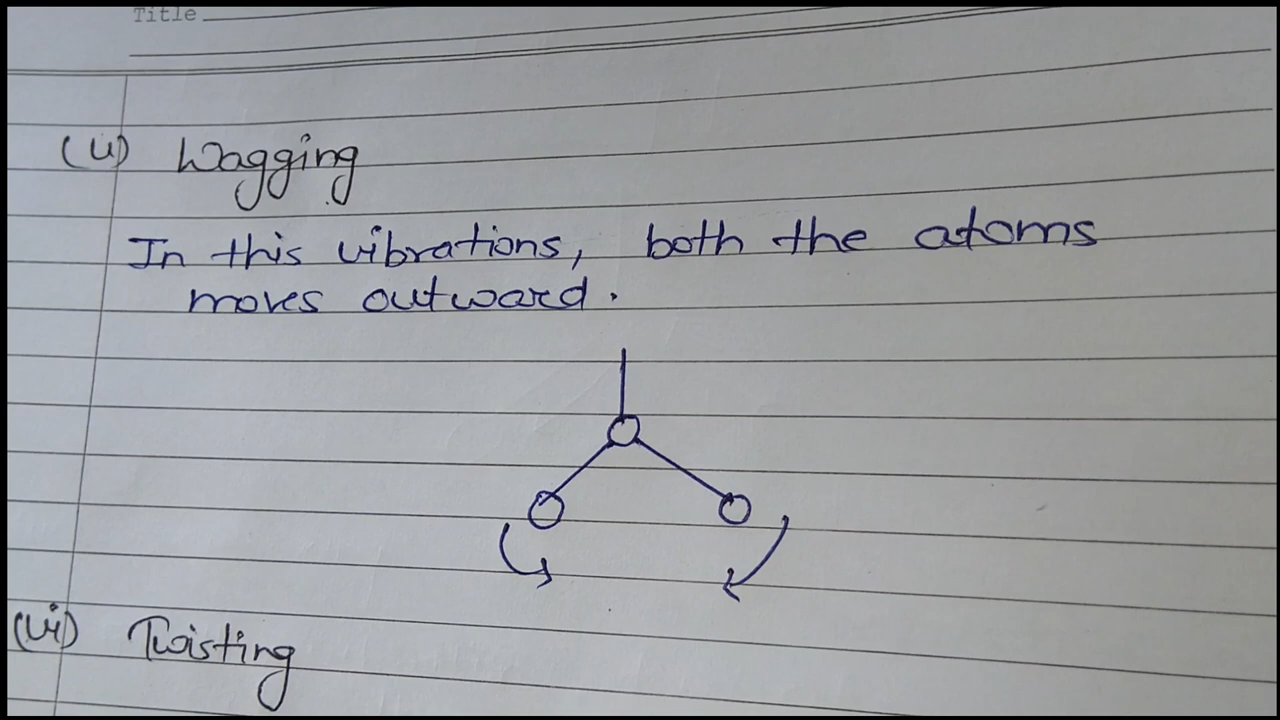 Title
(v) Wagging
In this vibrations, both the atoms
moves outward.
(vi) Twisting